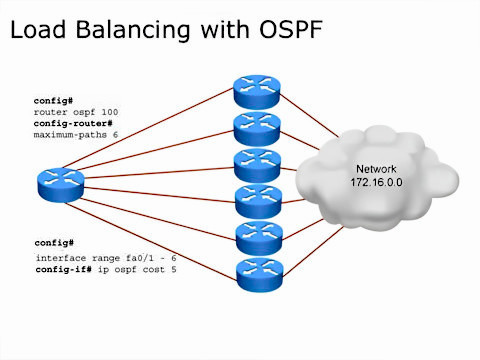 Load Balancing with OSPF
config#
router ospf 100
config-router#
maximum-paths 6
Network
172.16.0.0
config#
interface range fa0/1 - 6
config-if# ip ospf cost 5